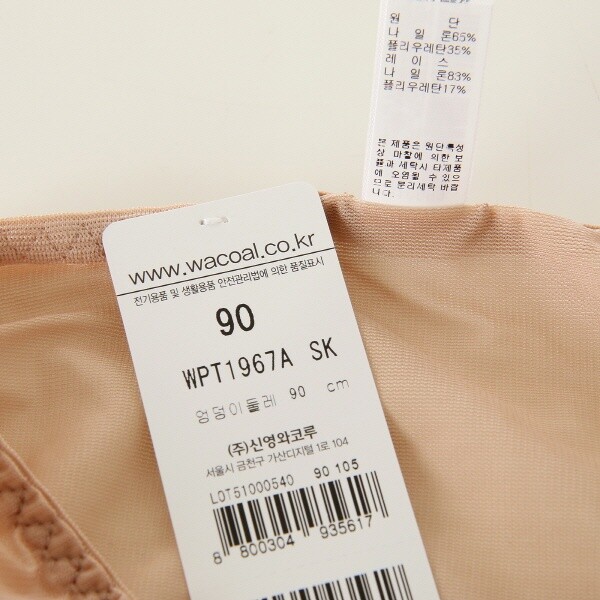 원 단
나 일 론65%
폴리우레탄35%
레 이 스
나 일 론83%
폴리우레탄17%
본 제품은 원단특성
상 마찰에 의한 보
풀과 세탁시 타제품
에 오염될 수 있으
므로 분리세탁 바랍
니다.
www.wacoal.co.kr
전기용품 및 생활용품 안전관리법에 의한 품질표시
90
WPT1967A SK
엉덩이둘레 90 cm
(주)신영와코루
서울시 금천구 가산디지털 1로 104
LOT51000540 90 105
8 800304 935617